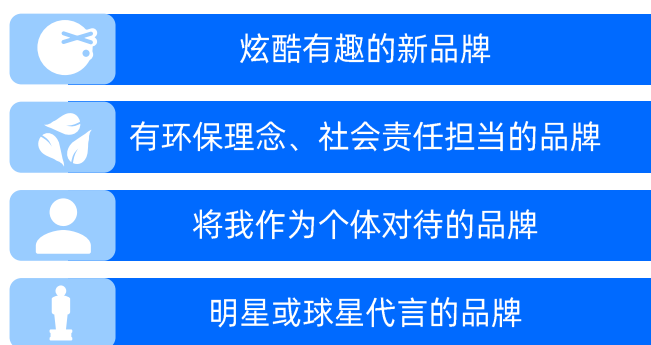 炫酷有趣的新品牌
有环保理念、社会责任担当的品牌
将我作为个体对待的品牌
明星或球星代言的品牌